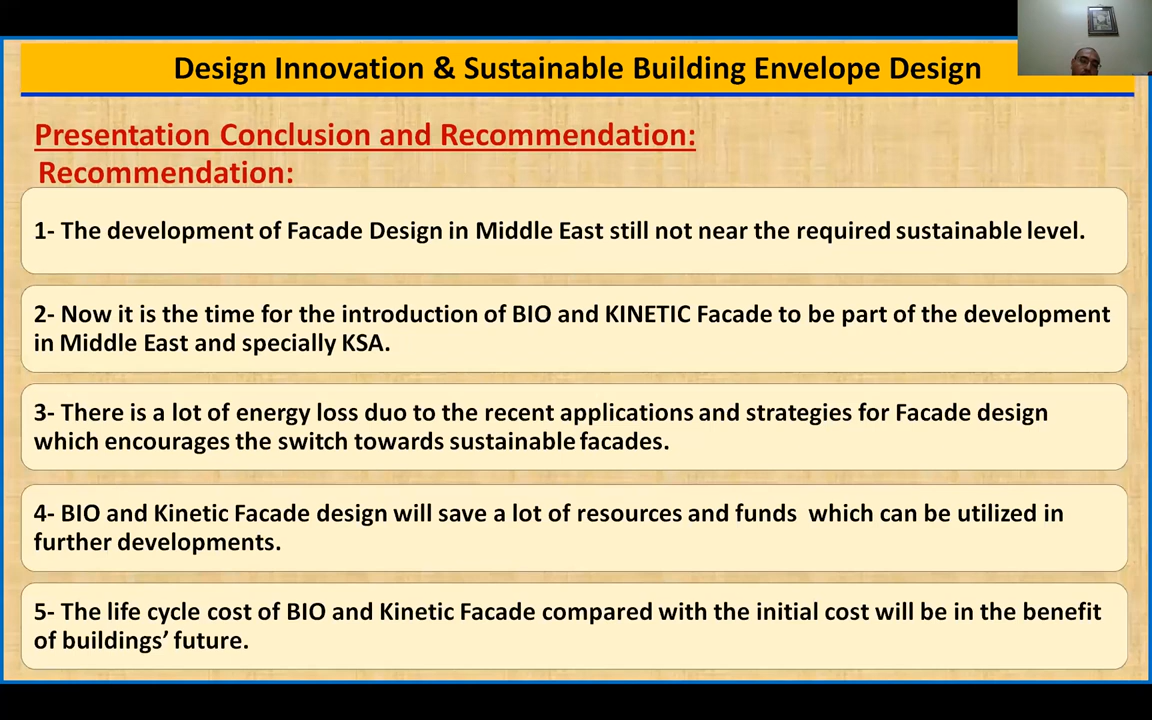 Design Innovation & Sustainable Building Envelope Design
Presentation Conclusion and Recommendation:
Recommendation:
1- The development of Facade Design in Middle East still not near the required sustainable level.
2- Now it is the time for the introduction of BIO and KINETIC Facade to be part of the development
in Middle East and specially KSA.
3- There is a lot of energy loss duo to the recent applications and strategies for Facade design
which encourages the switch towards sustainable facades.
4- BIO and Kinetic Facade design will save a lot of resources and funds  which can be utilized in
further developments.
5- The life cycle cost of BIO and Kinetic Facade compared with the initial cost will be in the benefit
of buildings’ future.